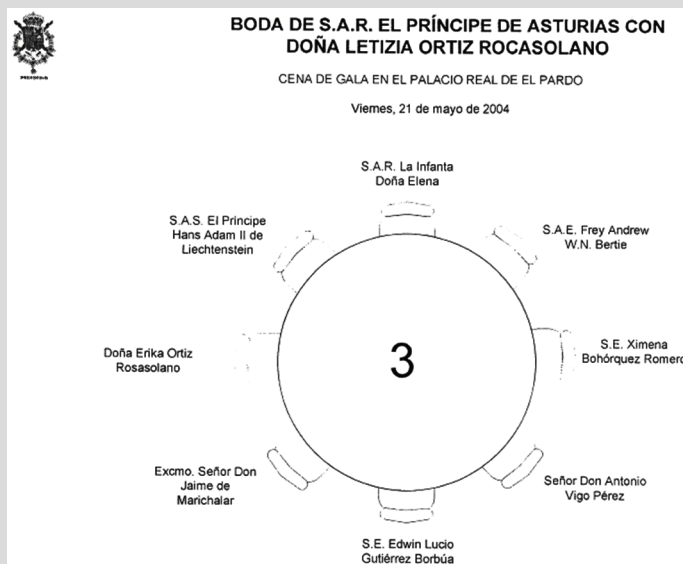 BODA DE S.A.R. EL PRÍNCIPE DE ASTURIAS CON
DOÑA LETIZIA ORTIZ ROCASOLANO
CENA DE GALA EN EL PALACIO REAL DE EL PARDO
Viernes, 21 de mayo de 2004
PROTOCOLO
S.A.R. La Infanta
Doña Elena
S.A.S. El Príncipe
Hans Adam II de
Liechtenstein
S.A.E. Frey Andrew
W.N. Bertie
Doña Erika Ortiz
Rosasolano
3
S.E. Ximena
Bohórquez Romero
Excmo. Señor Don
Jaime de
Marichalar
Señor Don Antonio
Vigo Pérez
S.E. Edwin Lucio
Gutiérrez Borbúa